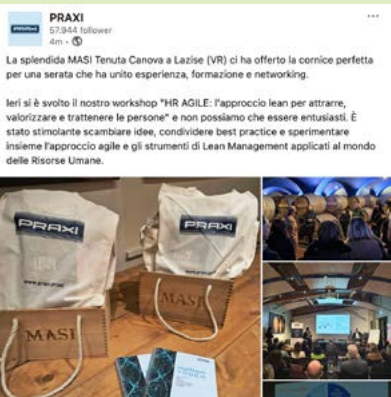 PRAXI
57.944 follower
4m •
La splendida MASI Tenuta Canova a Lazise (VR) ci ha offerto la cornice perfetta
per una serata che ha unito esperienza, formazione e networking.
Ieri si è svolto il nostro workshop "HR AGILE: l'approccio lean per attrarre,
valorizzare e trattenere le persone" e non possiamo che essere entusiasti. È
stato stimolante scambiare idee, condividere best practice e sperimentare
insieme l'approccio agile e gli strumenti di Lean Management applicati al mondo
delle Risorse Umane.
PRAXI
PRAXI
MASI
MASI